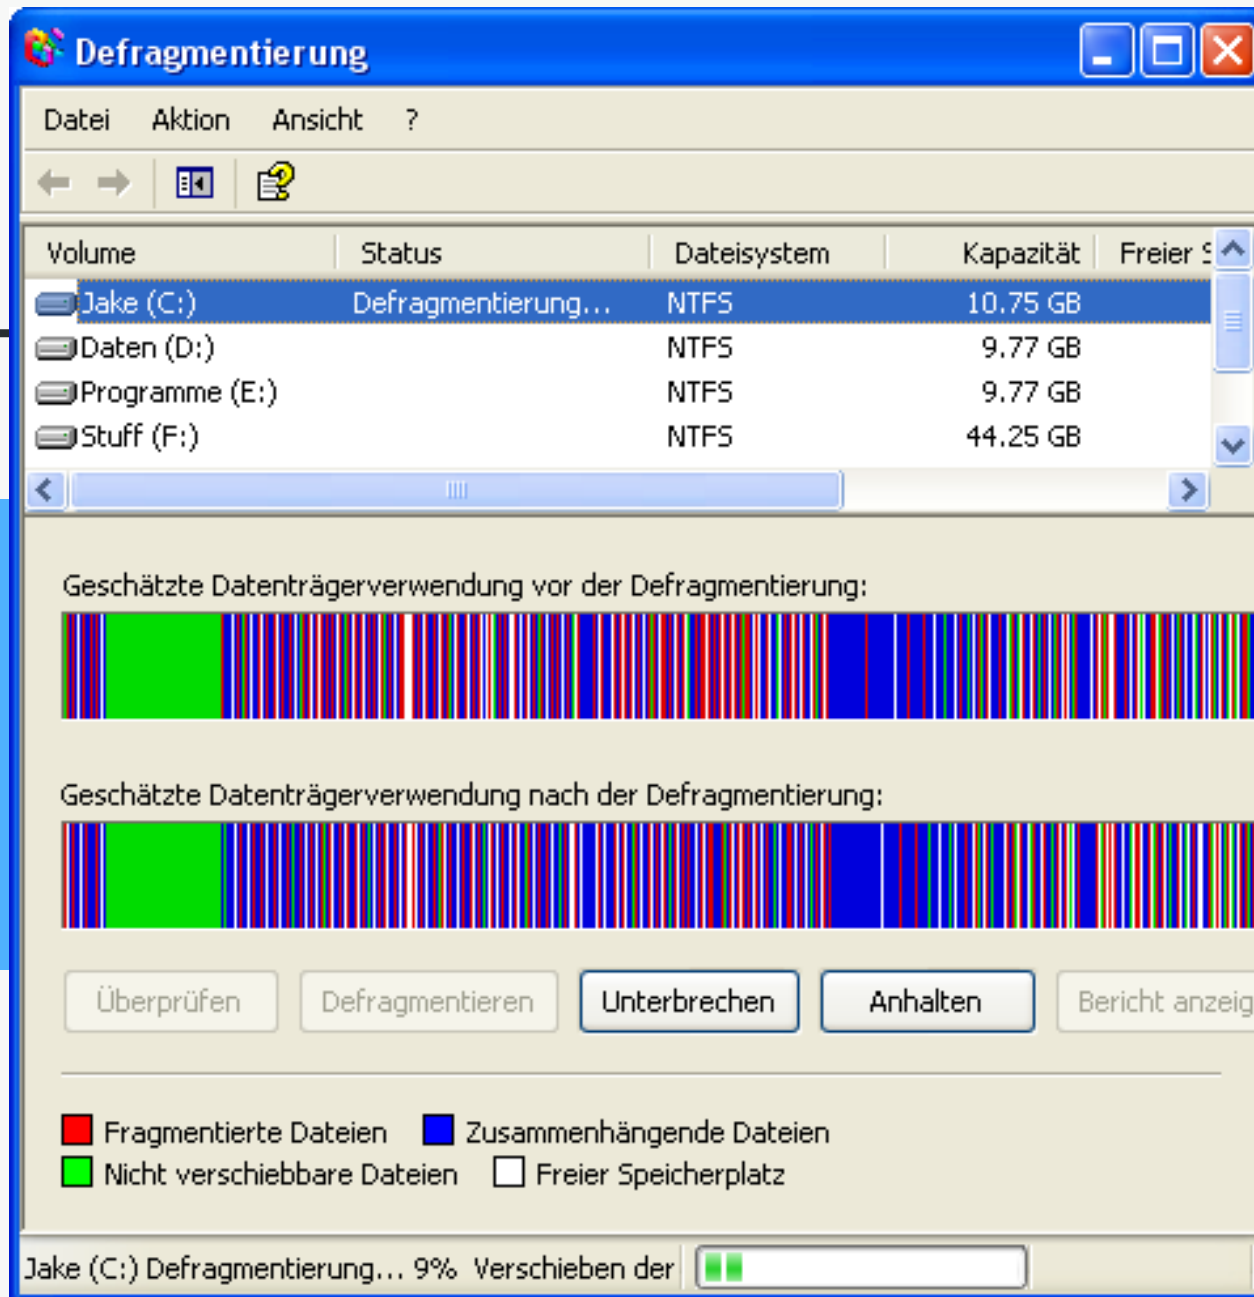 Defragmentierung
Datei Aktion Ansicht ?
Volume Status Dateisystem Kapazität Freier S
Jake (C:) Defragmentierung... NTFS 10.75 GB
Daten (D:) NTFS 9.77 GB
Programme (E:) NTFS 9.77 GB
Stuff (F:) NTFS 44.25 GB
Geschätzte Datenträgerverwendung vor der Defragmentierung:
Geschätzte Datenträgerverwendung nach der Defragmentierung:
Überprüfen Defragmentieren Unterbrechen Anhalten Bericht anzeig
Fragmentierte Dateien Zusammenhängende Dateien
Nicht verschiebbare Dateien Freier Speicherplatz
Jake (C:) Defragmentierung... 9% Verschieben der